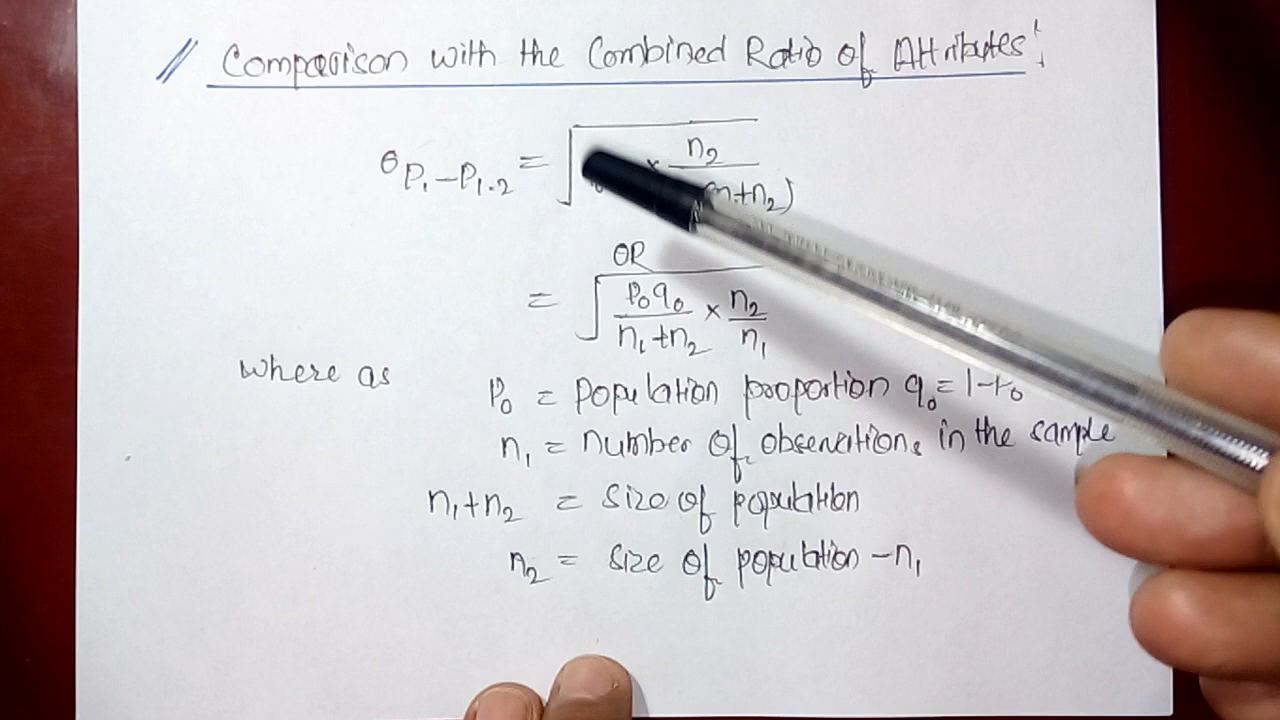 // Comparison with the Combined Ratio of Attributes:
σP₁-P₁.₂ = √ × n₂ / (n₁+n₂)
OR
= √ P₀q₀/n₁+n₂ × n₂/n₁
where as
P₀ = Population proportion q₀ = 1-P₀
n₁ = number of observations in the sample
n₁+n₂ = size of population
n₂ = size of population - n₁